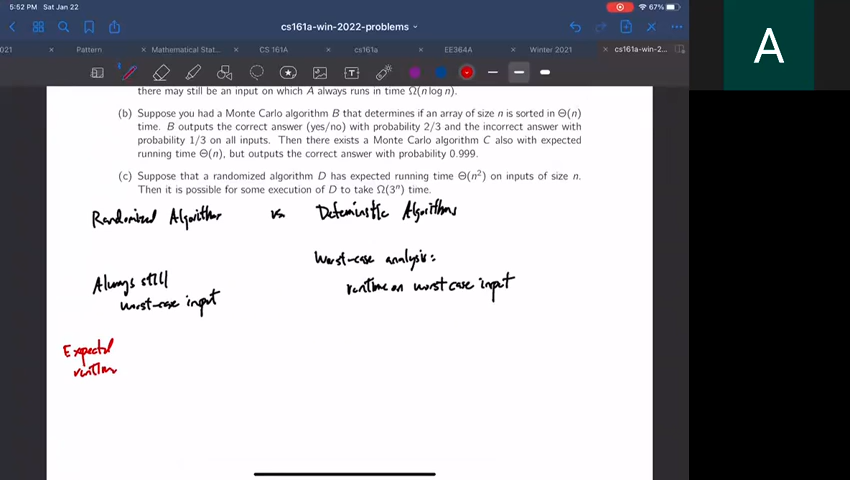 5:52 PM Sat Jan 22
67%
cs161a-win-2022-problems
2021
Pattern
Mathematical Stat...
CS 161A
cs161a
EE364A
Winter 2021
cs161a-win-2...
there may still be an input on which A always runs in time Ω(n log n).
(b) Suppose you had a Monte Carlo algorithm B that determines if an array of size n is sorted in Θ(n)
time. B outputs the correct answer (yes/no) with probability 2/3 and the incorrect answer with
probability 1/3 on all inputs. Then there exists a Monte Carlo algorithm C also with expected
running time Θ(n), but outputs the correct answer with probability 0.999.
(c) Suppose that a randomized algorithm D has expected running time Θ(n²) on inputs of size n.
Then it is possible for some execution of D to take Ω(3ⁿ) time.
Randomized Algorithm vs Deterministic Algorithms
Worst-case analysis:
runtime on worst case input
Always still
worst-case input
Expected
runtime
A